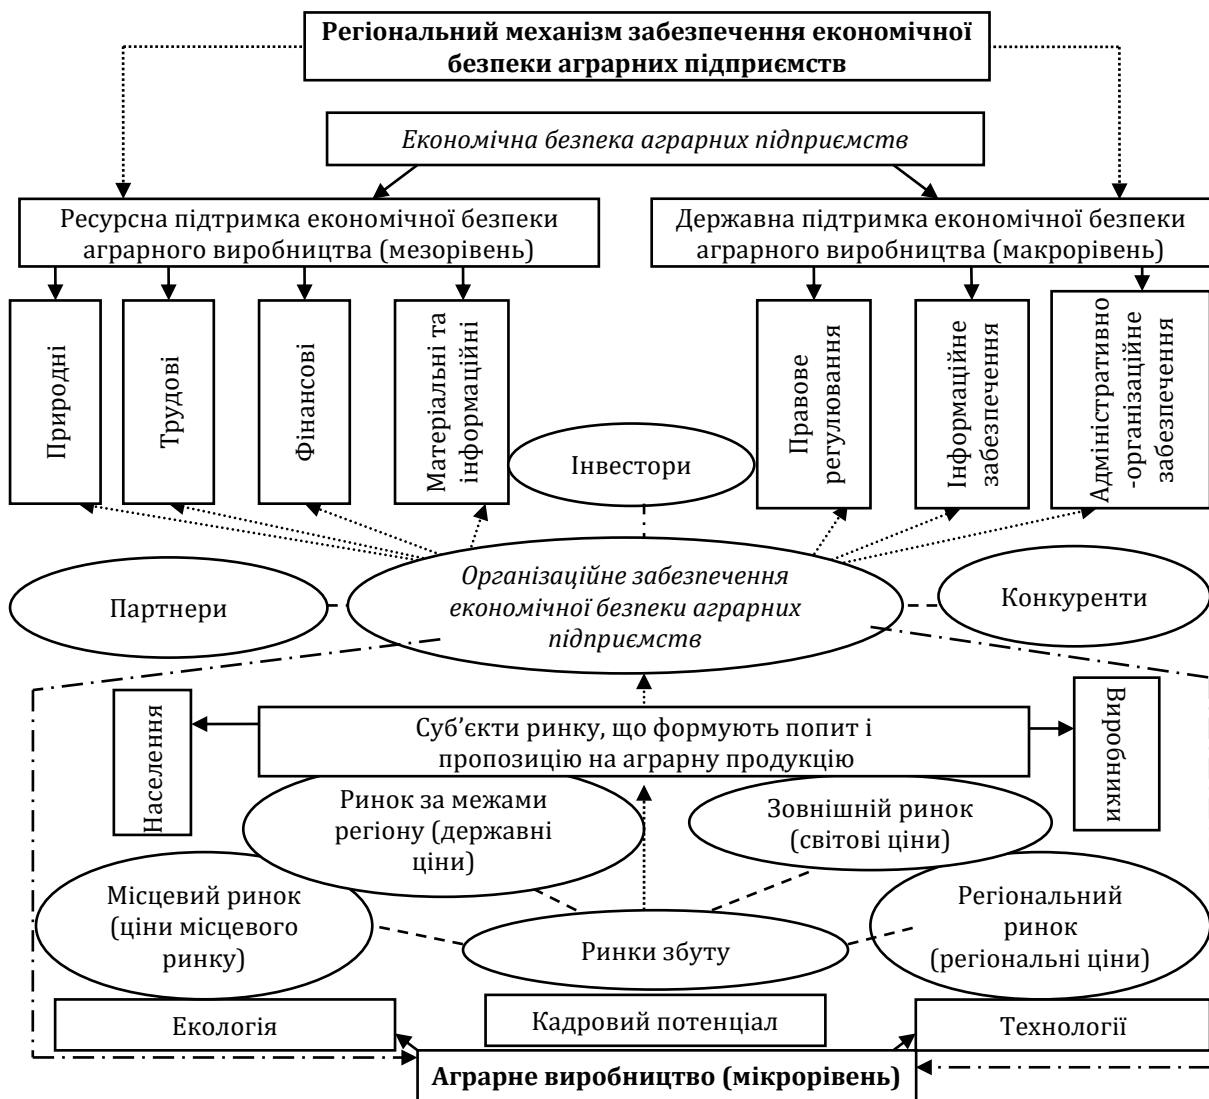 Регіональний механізм забезпечення економічної
безпеки аграрних підприємств
Економічна безпека аграрних підприємств
Ресурсна підтримка економічної безпеки
аграрного виробництва (мезорівень)
Державна підтримка економічної безпеки
аграрного виробництва (макрорівень)
Природні
Трудові
Фінансові
Матеріальні та
інформаційні
Правове
регулювання
Інформаційне
забезпечення
Адміністративно
-організаційне
забезпечення
Інвестори
Партнери
Організаційне забезпечення
економічної безпеки аграрних
підприємств
Конкуренти
Населення
Суб’єкти ринку, що формують попит і
пропозицію на аграрну продукцію
Виробники
Ринок за межами
регіону (державні
ціни)
Зовнішній ринок
(світові ціни)
Місцевий ринок
(ціни місцевого
ринку)
Ринки збуту
Регіональний
ринок
(регіональні ціни)
Екологія
Кадровий потенціал
Технології
Аграрне виробництво (мікрорівень)